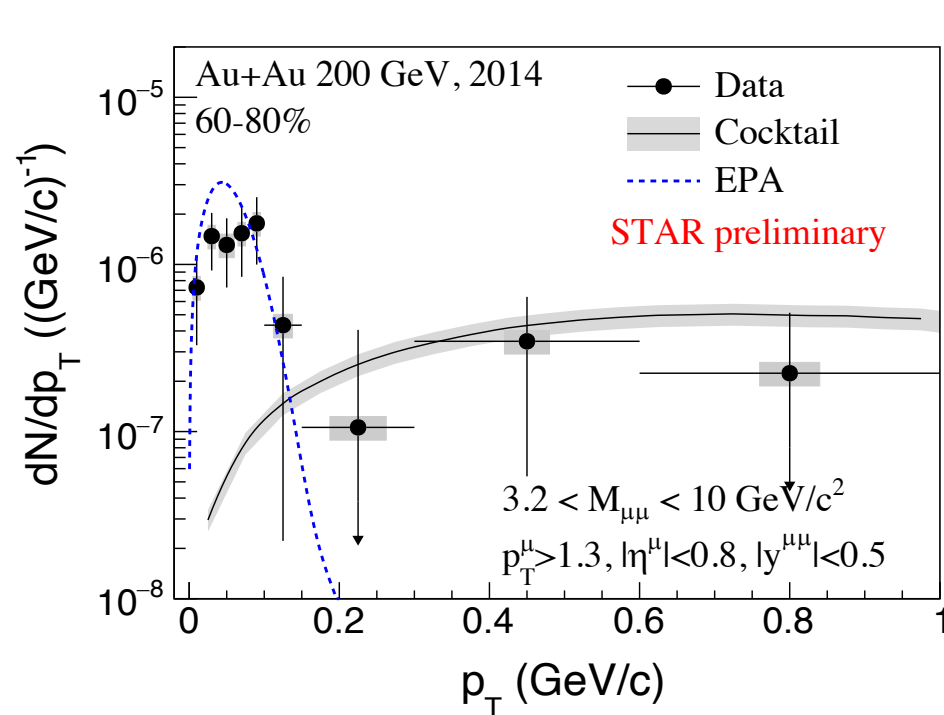 Au+Au 200 GeV, 2014
60-80%
Data
Cocktail
EPA
STAR preliminary
10⁻⁵
10⁻⁶
10⁻⁷
10⁻⁸
dN/dp_T ((GeV/c)⁻¹)
3.2 < M_μμ < 10 GeV/c²
p_T^μ>1.3, |η^μ|<0.8, |y^μμ|<0.5
0 0.2 0.4 0.6 0.8 1
p_T (GeV/c)